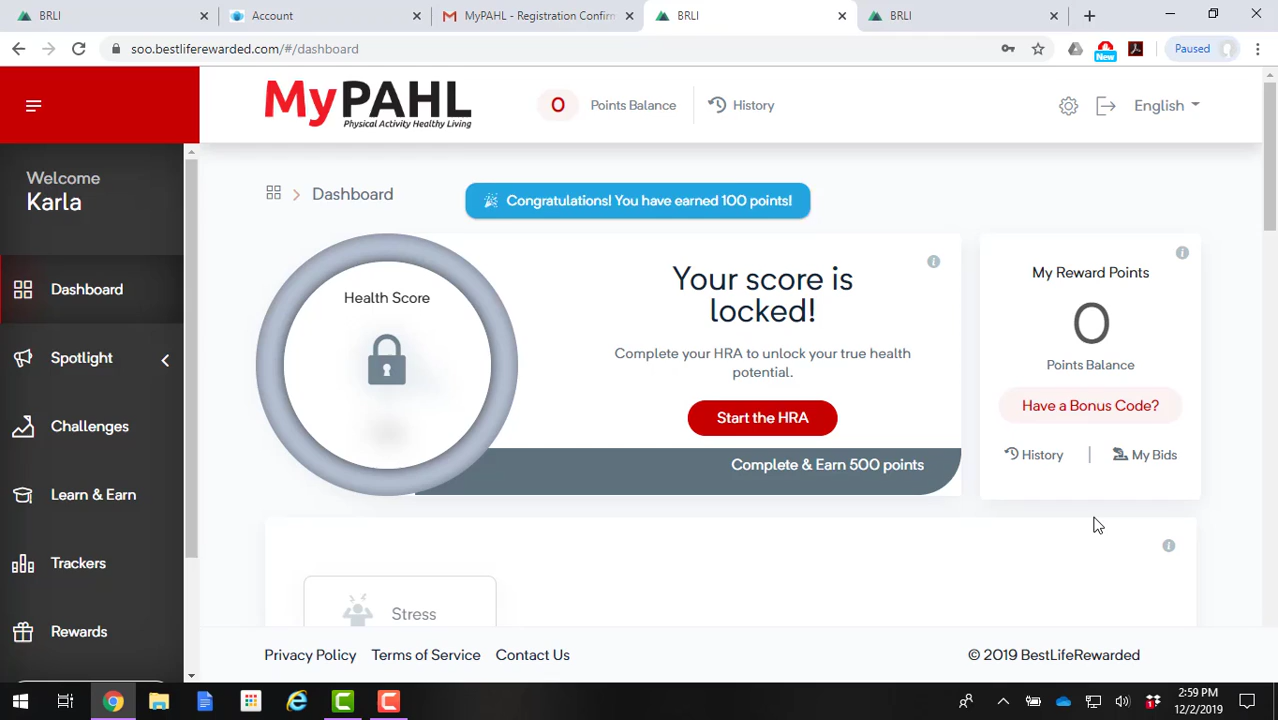 BRLI
Account
MyPAHL - Registration Confirm
BRLI
BRLI
soo.bestliferewarded.com/#/dashboard
New
Paused
MyPAHL
Physical Activity Healthy Living
0
Points Balance
History
English
Welcome
Karla
Dashboard
Spotlight
Challenges
Learn & Earn
Trackers
Rewards
Dashboard
Congratulations! You have earned 100 points!
Health Score
Your score is
locked!
Complete your HRA to unlock your true health
potential.
Start the HRA
Complete & Earn 500 points
My Reward Points
0
Points Balance
Have a Bonus Code?
History
My Bids
Stress
Privacy Policy
Terms of Service
Contact Us
© 2019 BestLifeRewarded
2:59 PM
12/2/2019